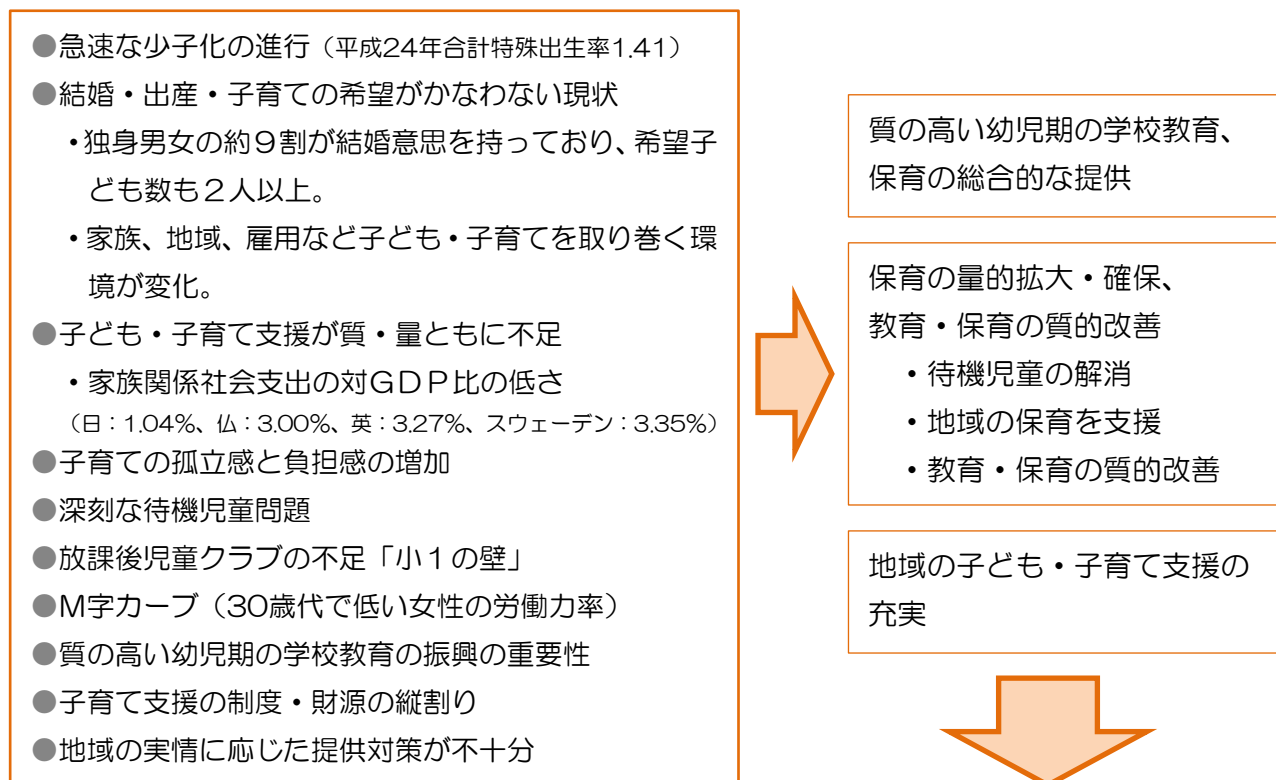 ●急速な少子化の進行（平成24年合計特殊出生率1.41）
●結婚・出産・子育ての希望がかなわない現状
・独身男女の約９割が結婚意思を持っており、希望子
ども数も２人以上。
・家族、地域、雇用など子ども・子育てを取り巻く環
境が変化。
●子ども・子育て支援が質・量ともに不足
・家族関係社会支出の対ＧＤＰ比の低さ
（日：1.04%、仏：3.00%、英：3.27%、スウェーデン：3.35%）
●子育ての孤立感と負担感の増加
●深刻な待機児童問題
●放課後児童クラブの不足「小１の壁」
●M字カーブ（30歳代で低い女性の労働力率）
●質の高い幼児期の学校教育の振興の重要性
●子育て支援の制度・財源の縦割り
●地域の実情に応じた提供対策が不十分
質の高い幼児期の学校教育、
保育の総合的な提供
保育の量的拡大・確保、
教育・保育の質的改善
・待機児童の解消
・地域の保育を支援
・教育・保育の質的改善
地域の子ども・子育て支援の
充実